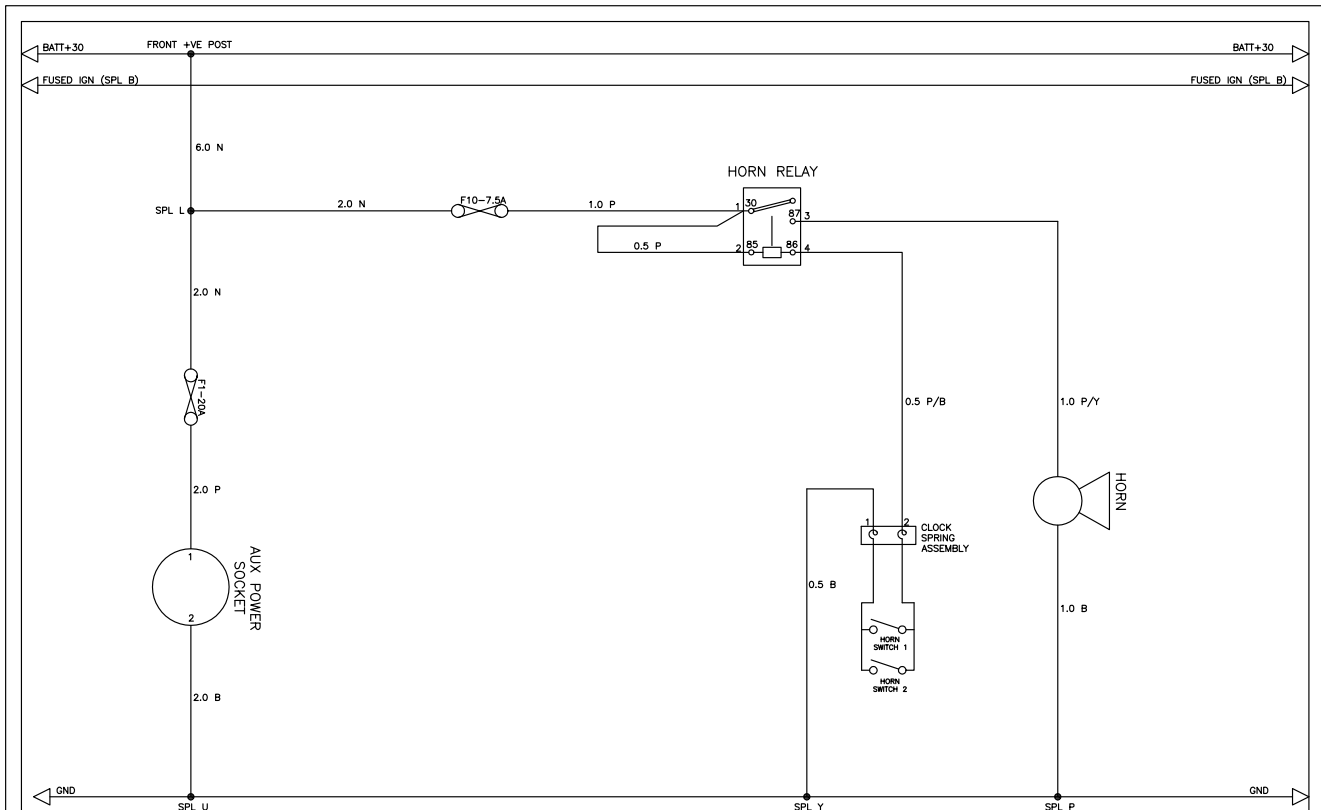 BATT+30
FRONT +VE POST
BATT+30
FUSED IGN (SPL B)
FUSED IGN (SPL B)
6.0 N
HORN RELAY
SPL L
2.0 N
F10-7.5A
1.0 P
1
30
87
3
0.5 P
2
85
86
4
2.0 N
F1-20A
0.5 P/B
1.0 P/Y
2.0 P
HORN
1
2
CLOCK
SPRING
ASSEMBLY
1
AUX POWER
SOCKET
2
0.5 B
1.0 B
HORN
SWITCH 1
HORN
SWITCH 2
2.0 B
GND
GND
SPL U
SPL Y
SPL P